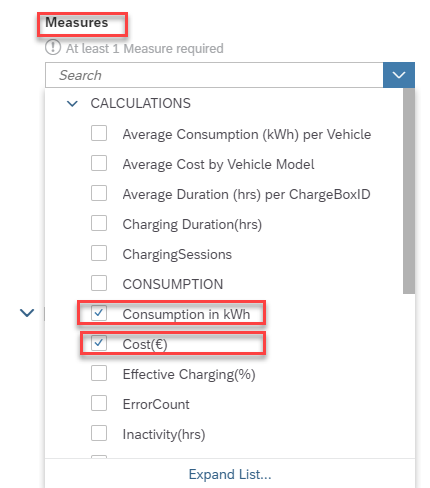 Measures
At least 1 Measure required
Search
CALCULATIONS
Average Consumption (kWh) per Vehicle
Average Cost by Vehicle Model
Average Duration (hrs) per ChargeBoxID
Charging Duration(hrs)
ChargingSessions
CONSUMPTION
Consumption in kWh
Cost(€)
Effective Charging(%)
ErrorCount
Inactivity(hrs)
Expand List...